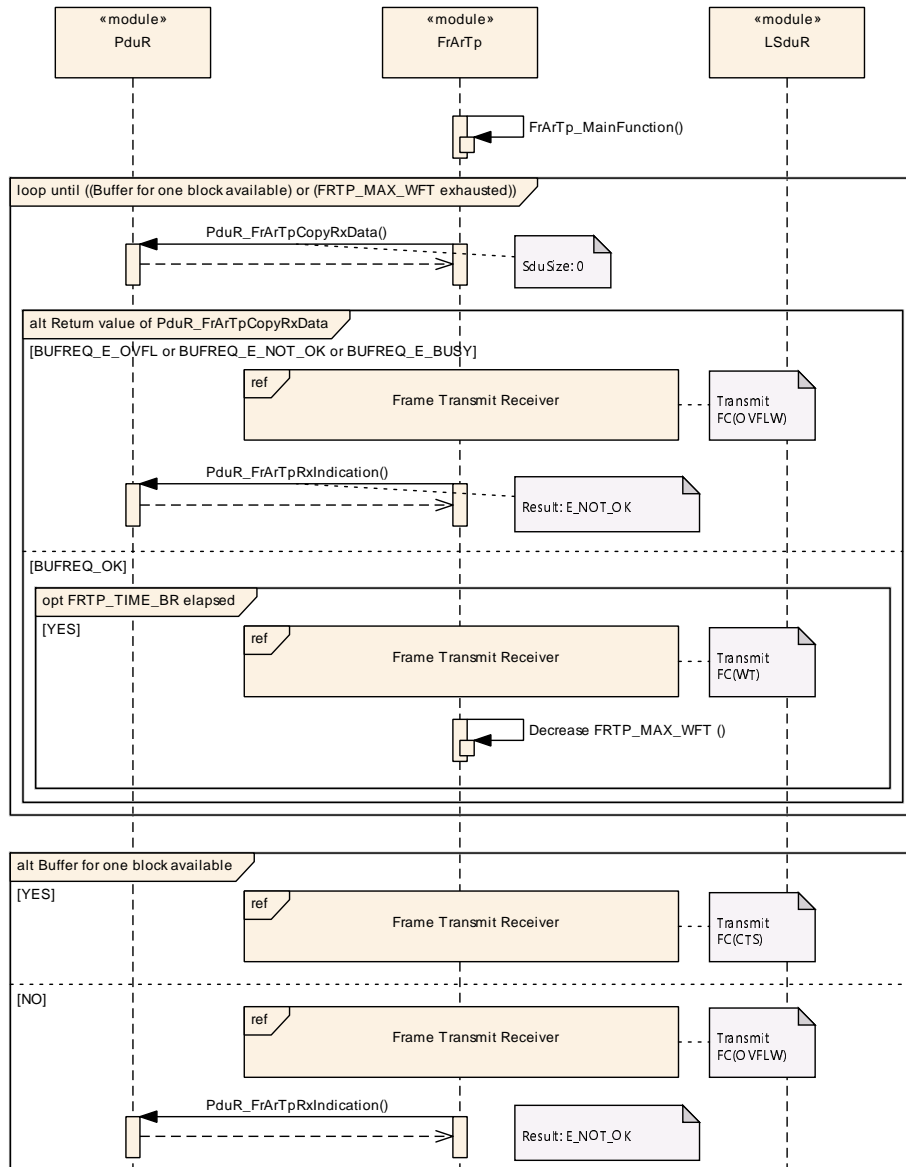 «module»
PduR
«module»
FrArTp
«module»
LSduR
FrArTp_MainFunction()
loop until ((Buffer for one block available) or (FRTP_MAX_WFT exhausted))
PduR_FrArTpCopyRxData()
SduSize: 0
alt Return value of PduR_FrArTpCopyRxData
[BUFREQ_E_OVFL or BUFREQ_E_NOT_OK or BUFREQ_E_BUSY]
ref
Frame Transmit Receiver
Transmit
FC(OVFLW)
PduR_FrArTpRxIndication()
Result: E_NOT_OK
[BUFREQ_OK]
opt FRTP_TIME_BR elapsed
[YES]
ref
Frame Transmit Receiver
Transmit
FC(WT)
Decrease FRTP_MAX_WFT ()
alt Buffer for one block available
[YES]
ref
Frame Transmit Receiver
Transmit
FC(CTS)
[NO]
ref
Frame Transmit Receiver
Transmit
FC(OVFLW)
PduR_FrArTpRxIndication()
Result: E_NOT_OK